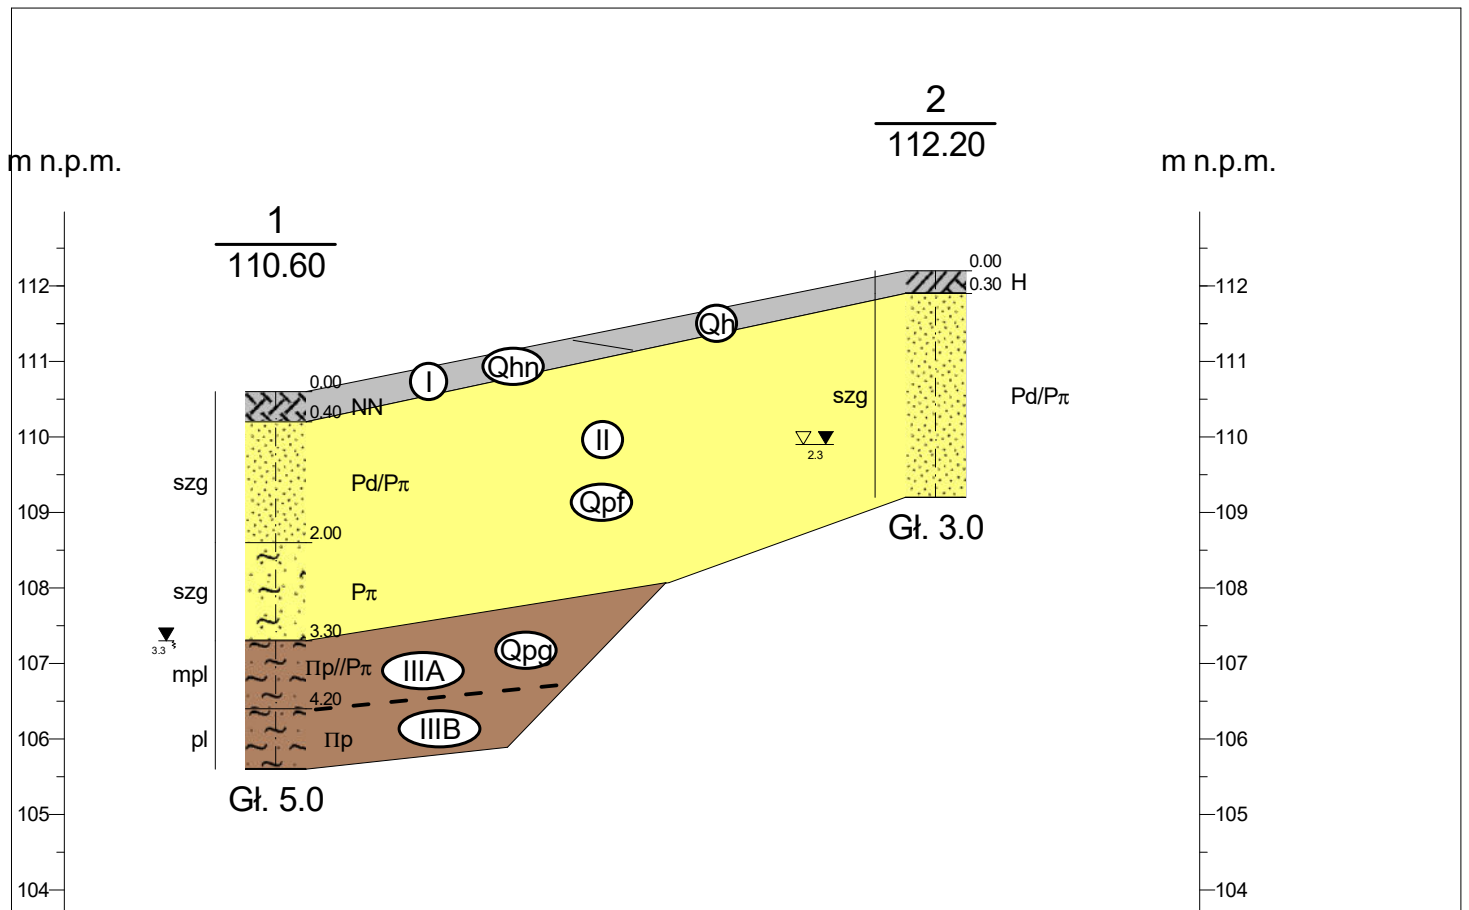 2
112.20
m n.p.m.
m n.p.m.
1
110.60
0.00
0.30 H
112
112
Qh
111
111
Qhn
I
0.00
0.40 NN
szg
Pd/Pπ
110
110
II
2.3
szg
Pd/Pπ
Qpf
109
109
2.00
Gł. 3.0
108
108
szg
Pπ
3.30
3.3
Qpg
107
107
mpl
Πp//Pπ
IIIA
4.20
IIIB
106
106
pl
Πp
Gł. 5.0
105
105
104
104